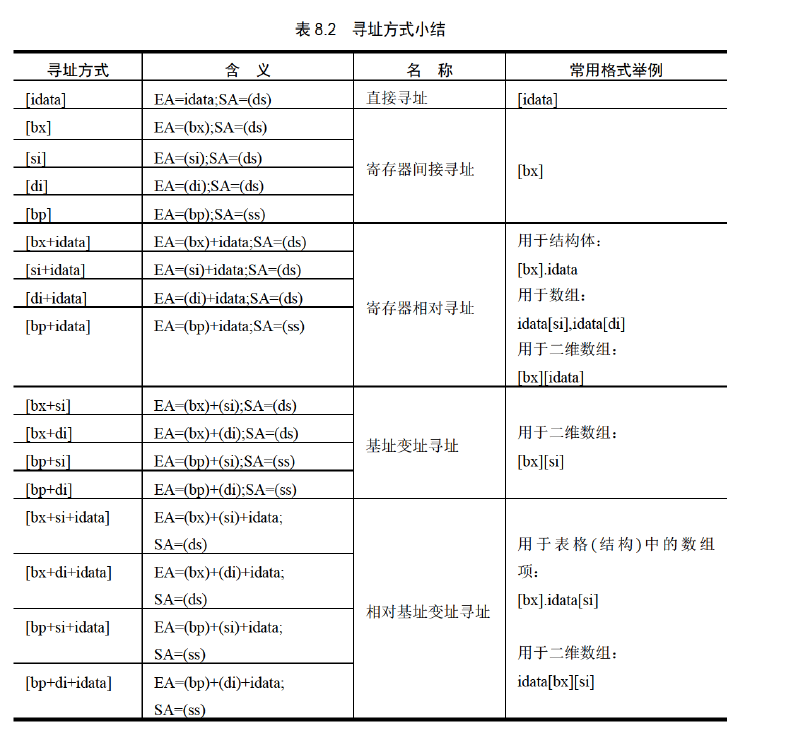 表 8.2 寻址方式小结
寻址方式 含 义 名 称 常用格式举例
[idata] EA=idata;SA=(ds) 直接寻址 [idata]
[bx] EA=(bx);SA=(ds)
[si] EA=(si);SA=(ds)
寄存器间接寻址 [bx]
[di] EA=(di);SA=(ds)
[bp] EA=(bp);SA=(ss)
[bx+idata] EA=(bx)+idata;SA=(ds) 用于结构体：
[si+idata] EA=(si)+idata;SA=(ds) [bx].idata
[di+idata] EA=(di)+idata;SA=(ds) 用于数组：
寄存器相对寻址
[bp+idata] EA=(bp)+idata;SA=(ss) idata[si],idata[di]
用于二维数组：
[bx][idata]
[bx+si] EA=(bx)+(si);SA=(ds)
[bx+di] EA=(bx)+(di);SA=(ds) 用于二维数组：
基址变址寻址
[bp+si] EA=(bp)+(si);SA=(ss) [bx][si]
[bp+di] EA=(bp)+(di);SA=(ss)
[bx+si+idata] EA=(bx)+(si)+idata;
SA=(ds) 用于表格(结构)中的数组
[bx+di+idata] EA=(bx)+(di)+idata; 项：
SA=(ds) [bx].idata[si]
相对基址变址寻址
[bp+si+idata] EA=(bp)+(si)+idata;
SA=(ss) 用于二维数组：
[bp+di+idata] EA=(bp)+(di)+idata; idata[bx][si]
SA=(ss)